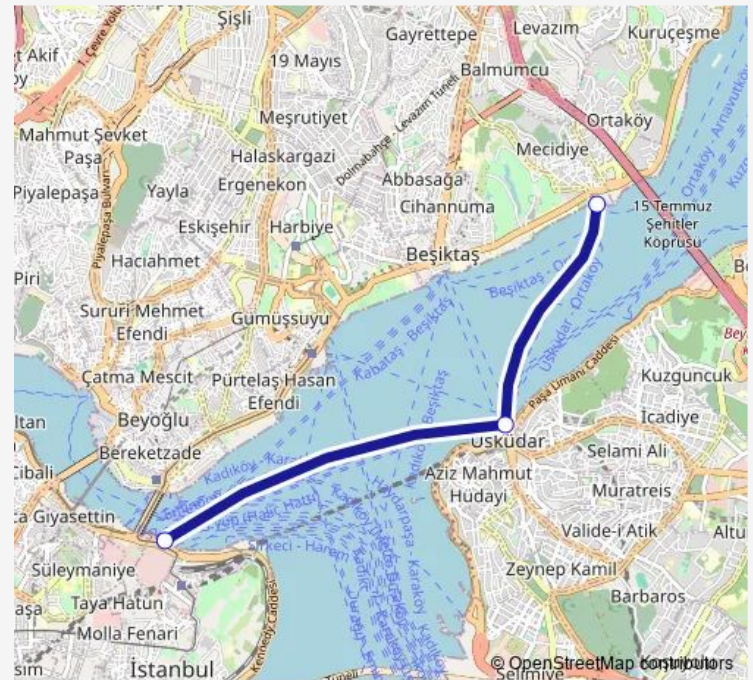 Şişli
Gayrettepe
Levazım
Kuruçeşme
t Akif
1. Çevre Yolu
19 Mayıs
Balmumcu
Mahmut Şevket
Paşa
Meşrutiyet
Dolmabahçe - Levazım Tüneli
Ortaköy
Mecidiye
Halaskargazi
Piyalepaşa
Piyalepaşa Bulvarı
Yayla
Ergenekon
Abbasağa
Cihannüma
15 Temmuz
Şehitler
Köprüsü
Ortaköy - Arnavutköy
Eskişehir
Harbiye
Beşiktaş
Hacıahmet
Piri
Beşiktaş
Üsküdar - Ortaköy
Sururi Mehmet
Efendi
Gümüşsuyu
Kabataş - Beşiktaş
Paşa Limanı Caddesi
Çatma Mescit
Pürtelaş Hasan
Efendi
Kuzguncuk
Beyoğlu
İcadiye
Üsküdar
Bereketzade
Selami Ali
Aziz Mahmut
Hüdayi
Muratreis
Valide-i Atik
Süleymaniye
Zeynep Kamil
Taya Hatun
Barbaros
Molla Fenari
Kennedy Caddesi
İstanbul
Selimiye
© OpenStreetMap contributors